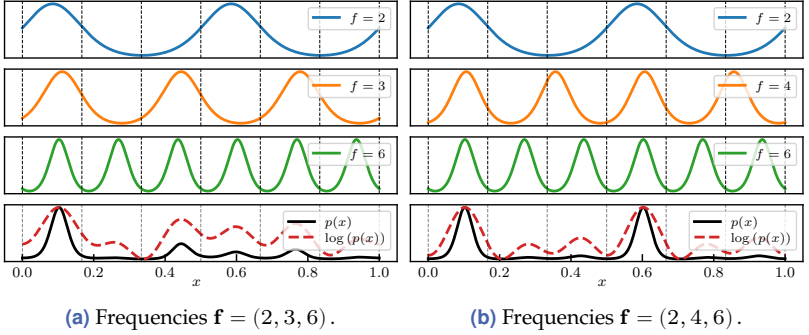 f = 2
f = 3
f = 6
p(x)
log (p(x))
0.0 0.2 0.4 0.6 0.8 1.0
x
(a) Frequencies f = (2, 3, 6) .
f = 2
f = 4
f = 6
p(x)
log (p(x))
0.0 0.2 0.4 0.6 0.8 1.0
x
(b) Frequencies f = (2, 4, 6) .